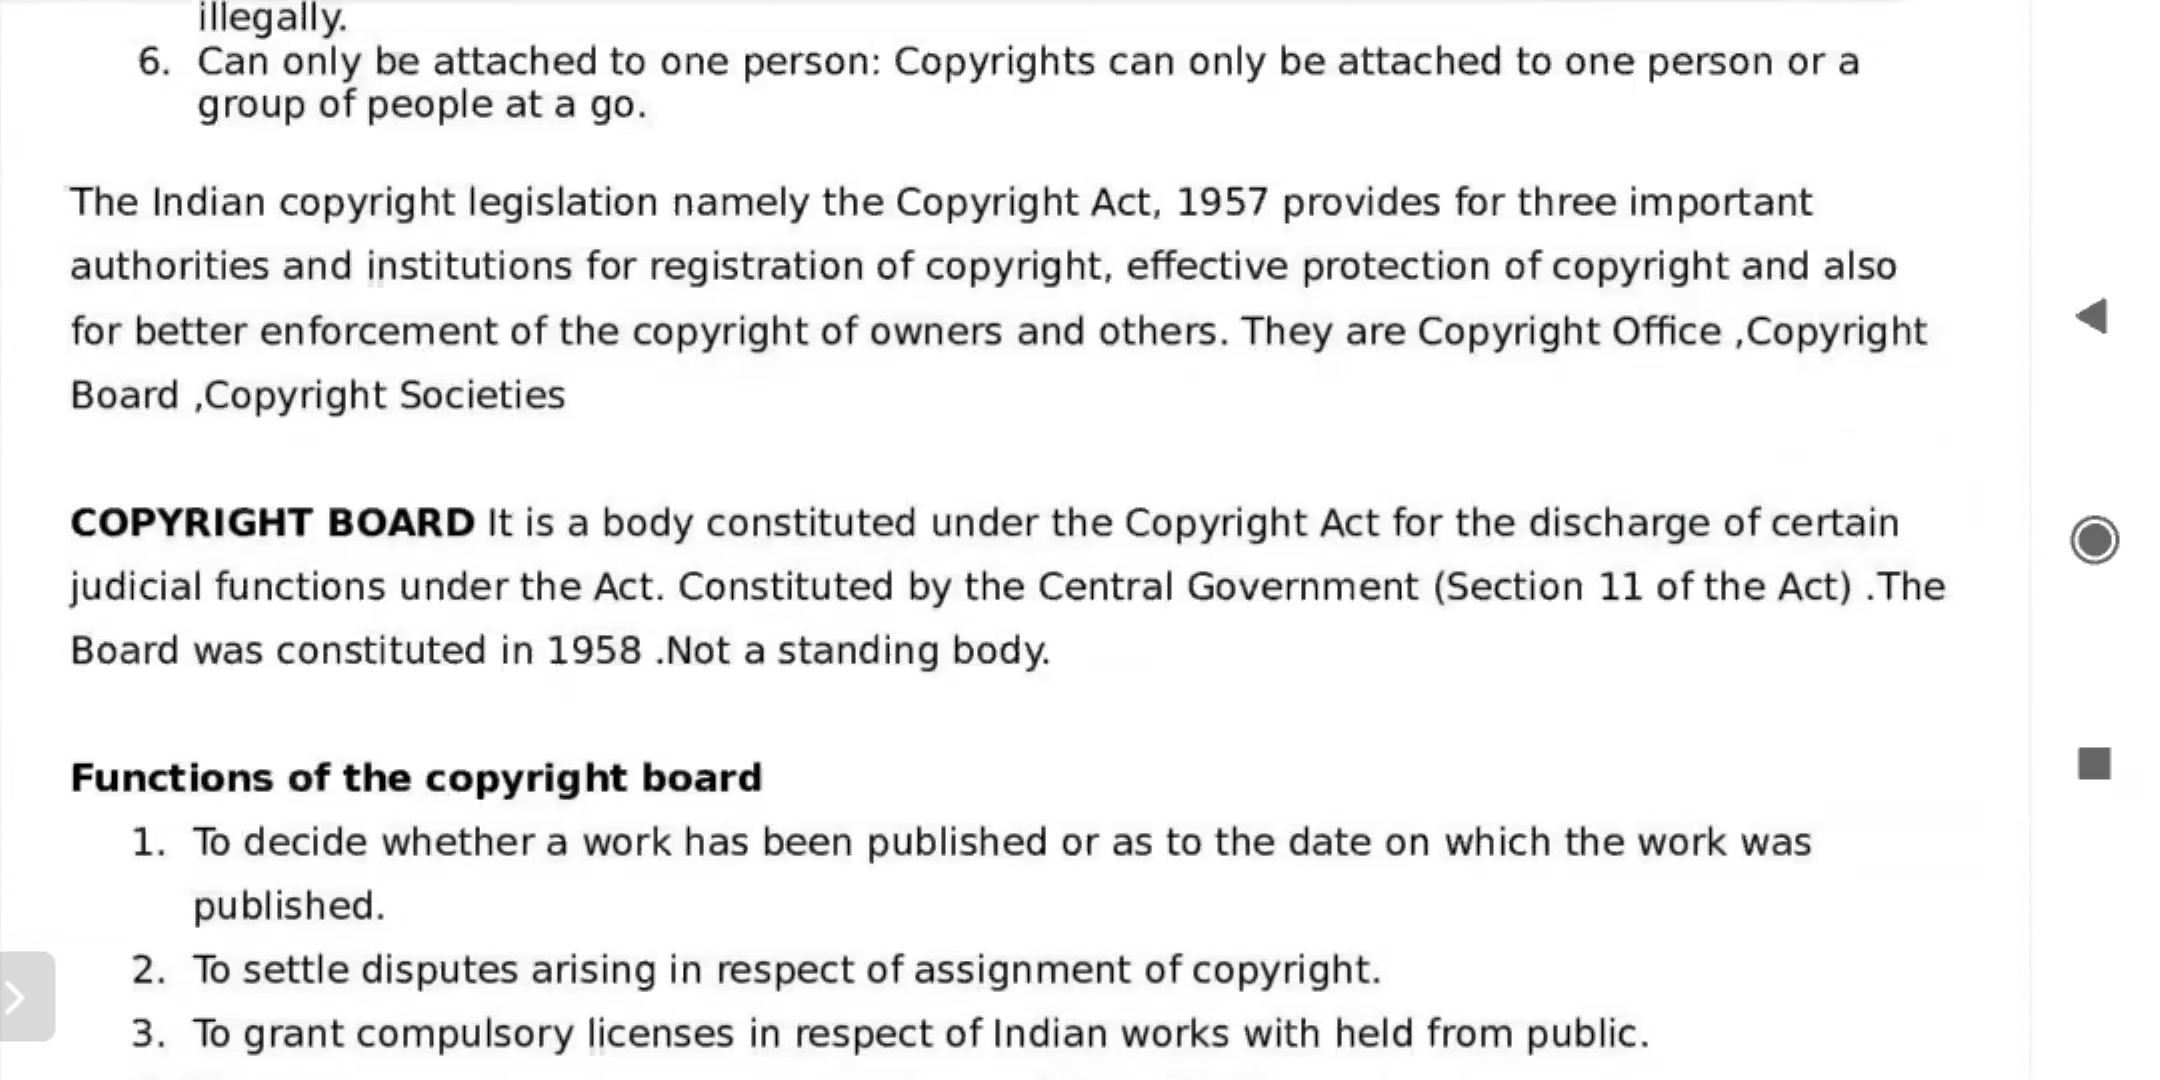 illegally.
6. Can only be attached to one person: Copyrights can only be attached to one person or a
group of people at a go.
The Indian copyright legislation namely the Copyright Act, 1957 provides for three important
authorities and institutions for registration of copyright, effective protection of copyright and also
for better enforcement of the copyright of owners and others. They are Copyright Office ,Copyright
Board ,Copyright Societies
COPYRIGHT BOARD It is a body constituted under the Copyright Act for the discharge of certain
judicial functions under the Act. Constituted by the Central Government (Section 11 of the Act) .The
Board was constituted in 1958 .Not a standing body.
Functions of the copyright board
1. To decide whether a work has been published or as to the date on which the work was
published.
2. To settle disputes arising in respect of assignment of copyright.
3. To grant compulsory licenses in respect of Indian works with held from public.